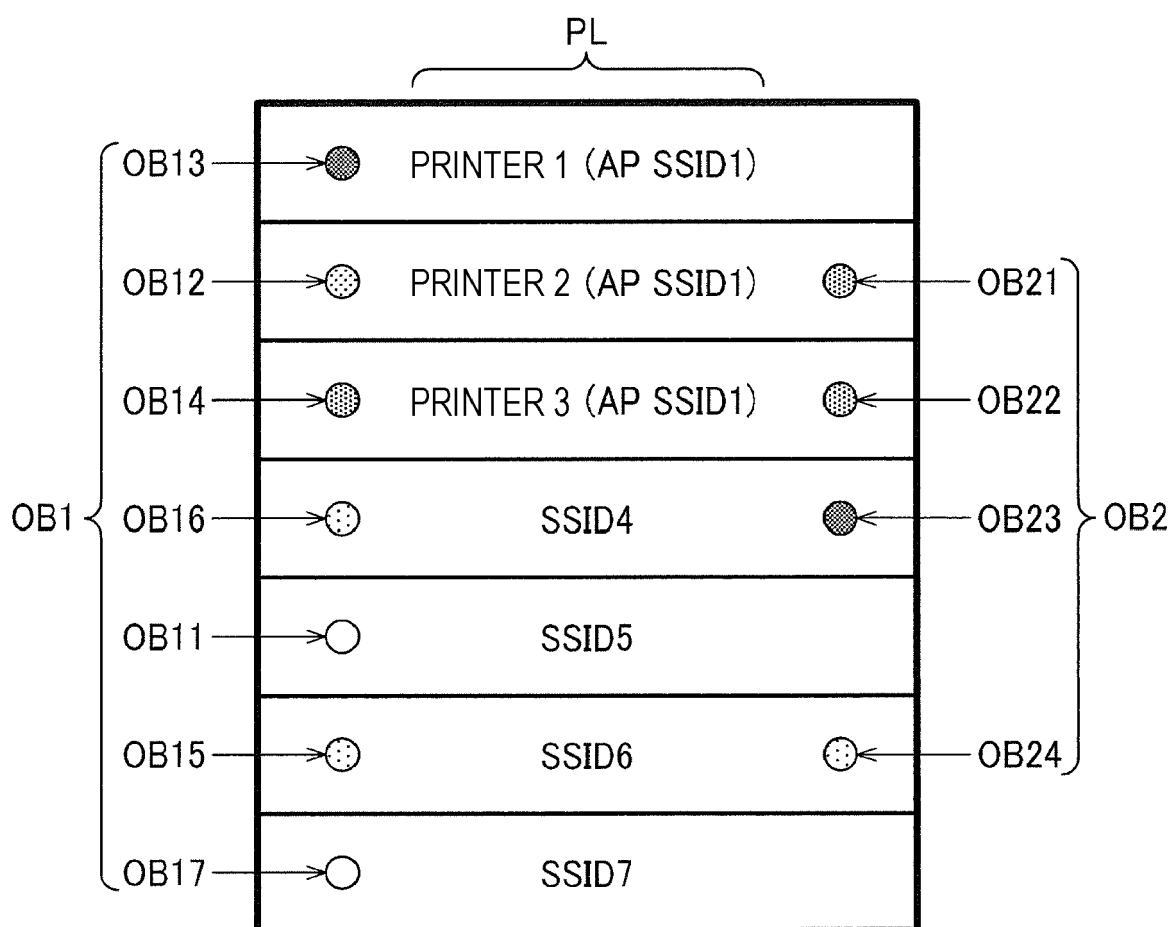 PL
OB13 PRINTER 1 (AP SSID1)
OB12 PRINTER 2 (AP SSID1) OB21
OB14 PRINTER 3 (AP SSID1) OB22
OB1 OB16 SSID4 OB23 OB2
OB11 SSID5
OB15 SSID6 OB24
OB17 SSID7